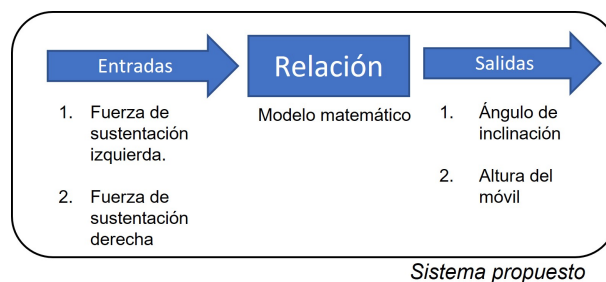 Entradas
Relación
Salidas
1. Fuerza de
sustentación
izquierda.
2. Fuerza de
sustentación
derecha
Modelo matemático
1. Ángulo de
inclinación
2. Altura del
móvil
Sistema propuesto